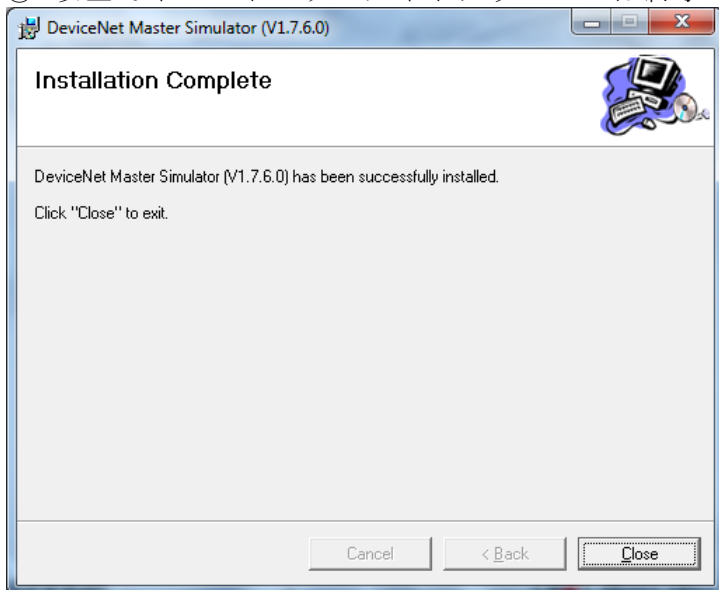 DeviceNet Master Simulator (V1.7.6.0)
Installation Complete
DeviceNet Master Simulator (V1.7.6.0) has been successfully installed.
Click "Close" to exit.
Cancel
< Back
Close